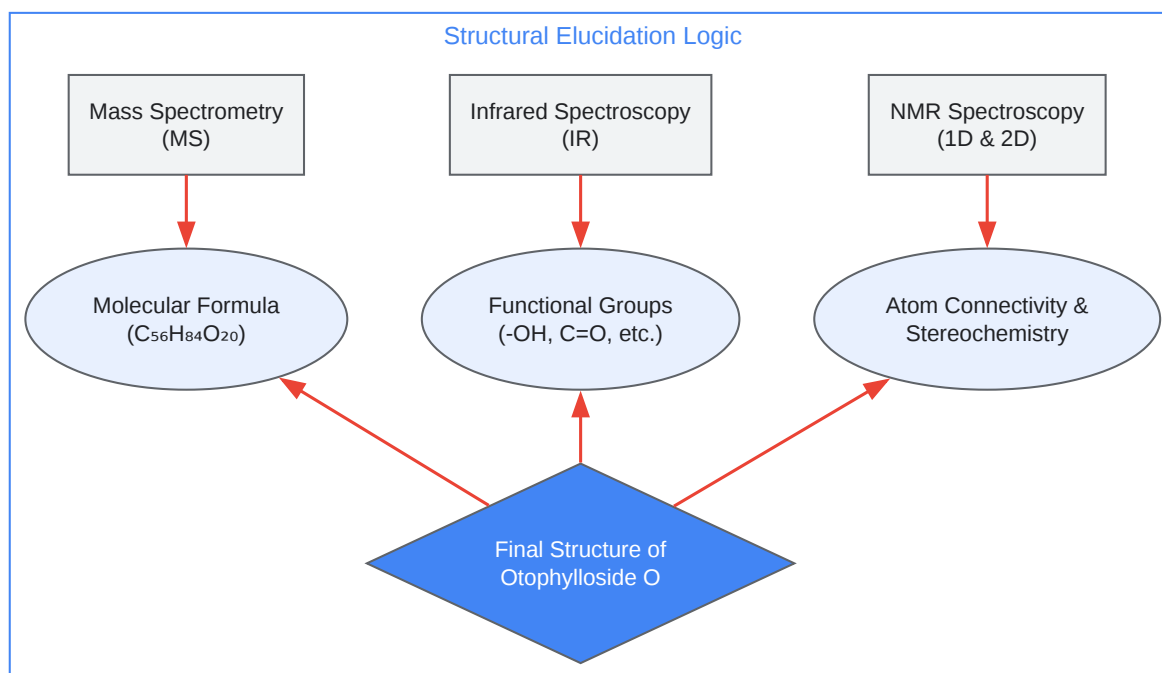 Structural Elucidation Logic
Mass Spectrometry
(MS)
Infrared Spectroscopy
(IR)
NMR Spectroscopy
(1D & 2D)
Molecular Formula
(C₅₆H₈₄O₂₀)
Functional Groups
(-OH, C=O, etc.)
Atom Connectivity &
Stereochemistry
Final Structure of
Otophylloside O